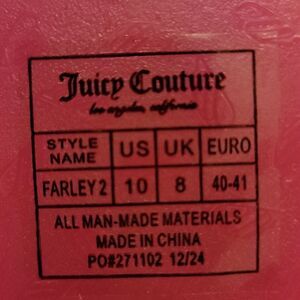 Juicy Couture
los angeles, california
STYLE NAME US UK EURO
FARLEY 2 10 8 40-41
ALL MAN-MADE MATERIALS
MADE IN CHINA
PO#271102 12/24